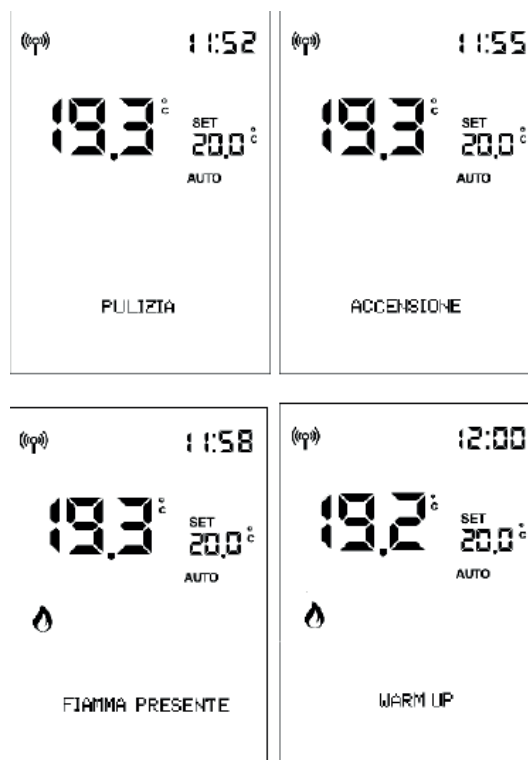 11:52
19.3 °C
SET
20.0 °C
AUTO
PULIZIA
11:55
19.3 °C
SET
20.0 °C
AUTO
ACCENSIONE
11:58
19.3 °C
SET
20.0 °C
AUTO
FIAMMA PRESENTE
12:00
19.2 °C
SET
20.0 °C
AUTO
WARM UP